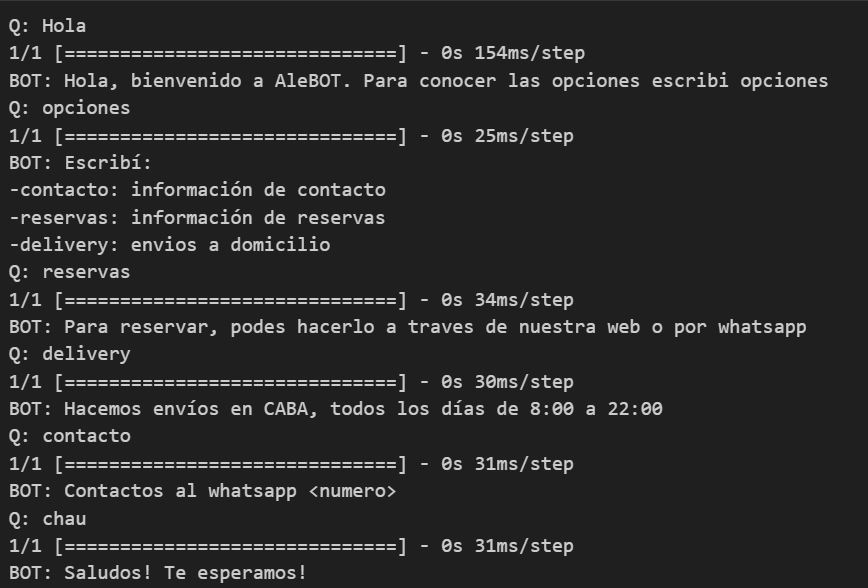 Q: Hola
1/1 [==============================] - 0s 154ms/step
BOT: Hola, bienvenido a AleBOT. Para conocer las opciones escribi opciones
Q: opciones
1/1 [==============================] - 0s 25ms/step
BOT: Escribí:
-contacto: información de contacto
-reservas: información de reservas
-delivery: envios a domicilio
Q: reservas
1/1 [==============================] - 0s 34ms/step
BOT: Para reservar, podes hacerlo a traves de nuestra web o por whatsapp
Q: delivery
1/1 [==============================] - 0s 30ms/step
BOT: Hacemos envíos en CABA, todos los días de 8:00 a 22:00
Q: contacto
1/1 [==============================] - 0s 31ms/step
BOT: Contactos al whatsapp <numero>
Q: chau
1/1 [==============================] - 0s 31ms/step
BOT: Saludos! Te esperamos!